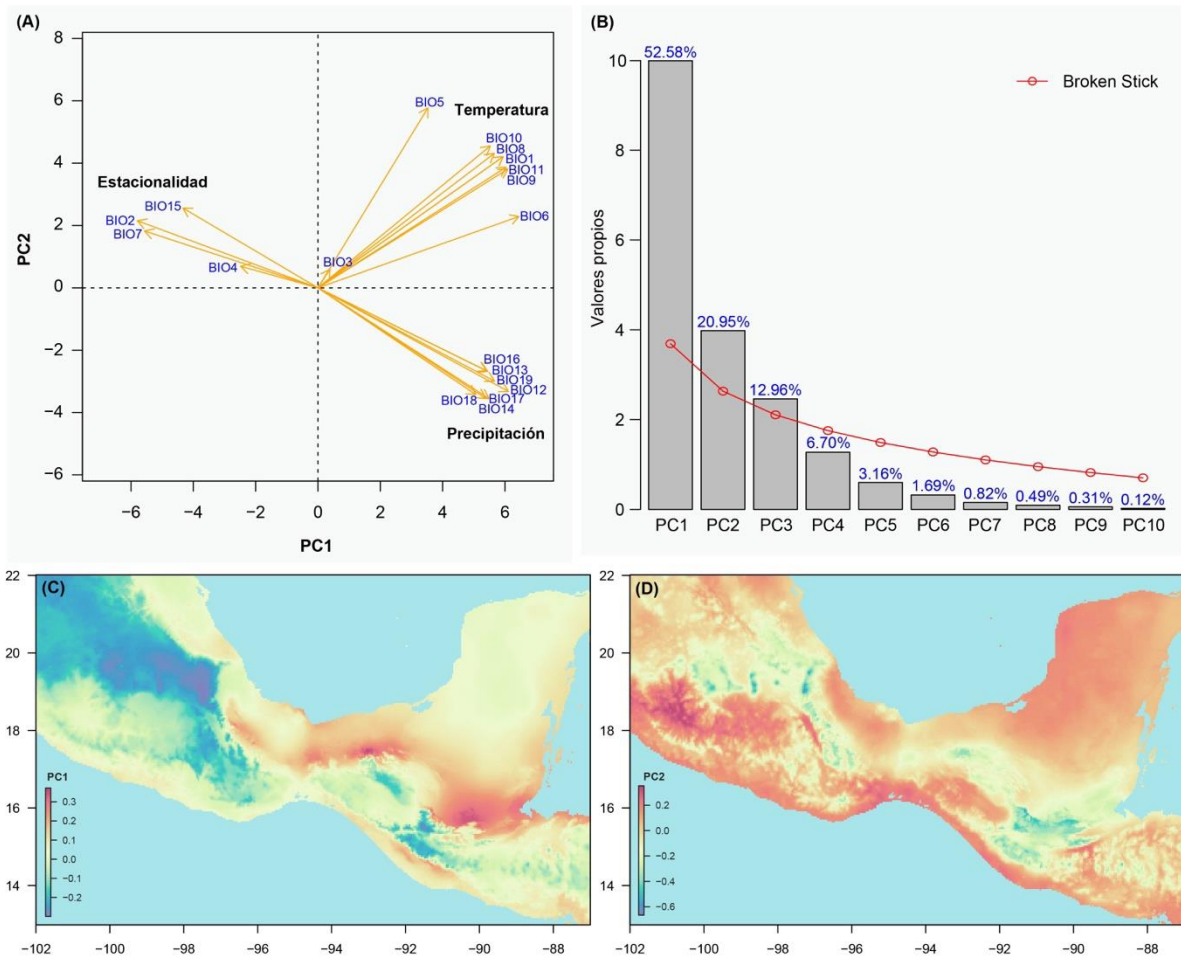 (A)
8
6
4
2
0
−2
−4
−6
PC2
−6 −4 −2 0 2 4 6
PC1
Temperatura
BIO5
BIO10
BIO8
BIO1
BIO11
BIO9
BIO6
BIO3
Estacionalidad
BIO15
BIO2
BIO7
BIO4
BIO16
BIO13
BIO19
BIO12
BIO18 BIO17
BIO14
Precipitación
(B)
Valores propios
10
8
6
4
2
0
52.58%
20.95%
12.96%
6.70%
3.16%
1.69%
0.82%
0.49%
0.31%
0.12%
Broken Stick
PC1 PC2 PC3 PC4 PC5 PC6 PC7 PC8 PC9 PC10
(C)
22
20
18
16
14
PC1
0.3
0.2
0.1
0.0
−0.1
−0.2
−102 −100 −98 −96 −94 −92 −90 −88
(D)
22
20
18
16
14
PC2
0.2
0.0
−0.2
−0.4
−0.6
−102 −100 −98 −96 −94 −92 −90 −88